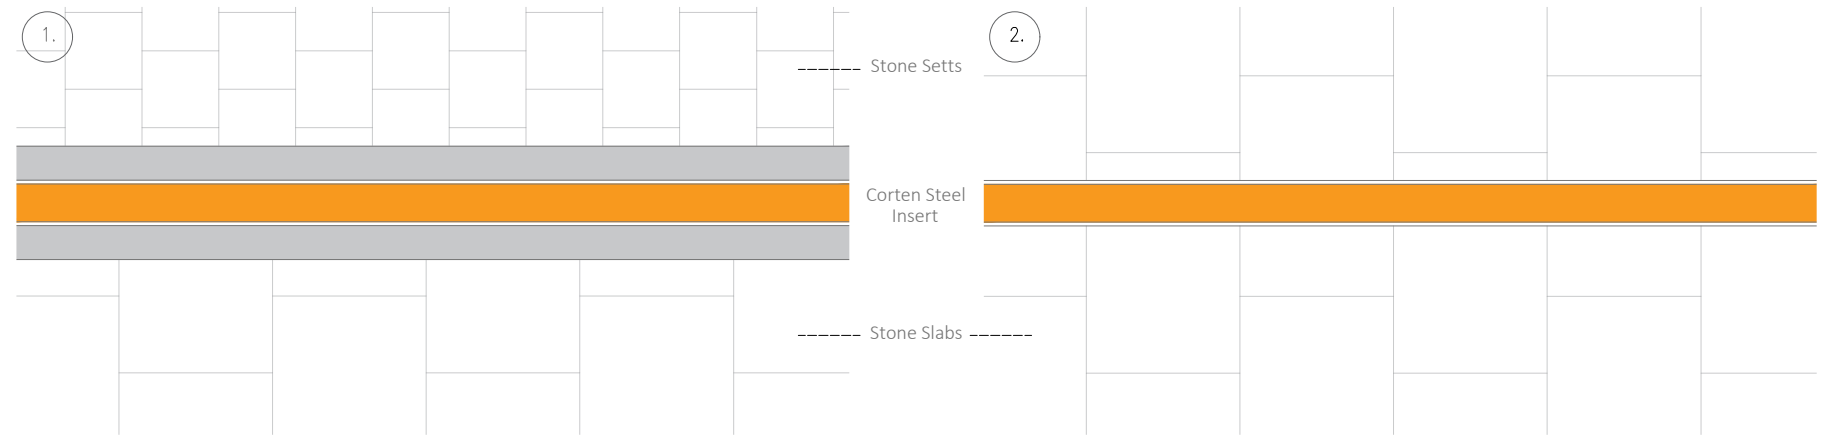 1.
2.
Stone Setts
Corten Steel
Insert
Stone Slabs